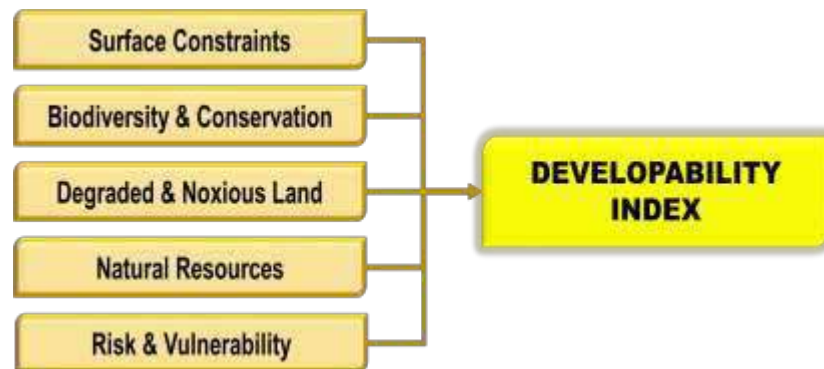 Surface Constraints
Biodiversity & Conservation
Degraded & Noxious Land
Natural Resources
Risk & Vulnerability
DEVELOPABILITY
INDEX